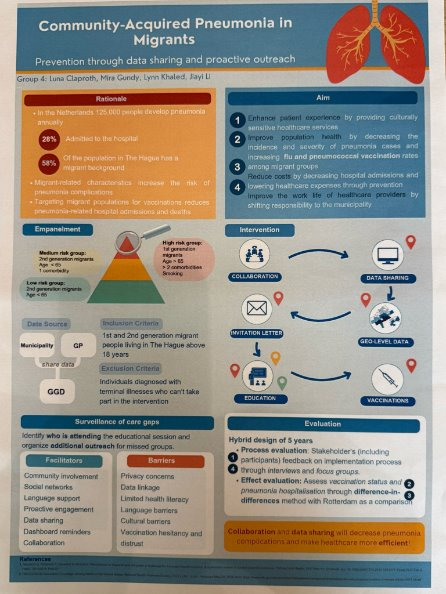 Community-Acquired Pneumonia in
Migrants
Prevention through data sharing and proactive outreach
Group 4: Luna Claproth, Mira Gundy, Lynn Khaled, Jiayi Li
Rationale
• In the Netherlands 125.000 people develop pneumonia
annually
28%
Admitted to the hospital
58%
Of the population in The Hague has a
migrant background
• Migrant-related characteristics increase the risk of
pneumonia complications
• Targeting migrant populations for vaccinations reduces
pneumonia-related hospital admissions and deaths
Aim
1
Enhance patient experience by providing culturally
sensitive healthcare services
2
Improve population health by decreasing the
incidence and severity of pneumonia cases and
increasing flu and pneumococcal vaccination rates
among migrant groups
3
Reduce costs by decreasing hospital admissions and
lowering healthcare expenses through prevention
4
Improve the work life of healthcare providers by
shifting responsibility to the municipality
Empanelment
Medium risk group:
2nd generation migrants
Age < 65
1 comorbidity
High risk group:
1st generation
migrants
Age > 65
> 2 comorbidities
Smoking
Low risk group:
2nd generation migrants
Age < 65
Data Source
Municipality
GP
share data
GGD
Inclusion Criteria
1st and 2nd generation migrant
people living in The Hague above
18 years
Exclusion Criteria
Individuals diagnosed with
terminal illnesses who can't take
part in the intervention
Intervention
COLLABORATION
DATA SHARING
INVITATION LETTER
GEO-LEVEL DATA
EDUCATION
VACCINATIONS
Surveillance of care gaps
Identify who is attending the educational session and
organize additional outreach for missed groups.
Facilitators
Community involvement
Social networks
Language support
Proactive engagement
Data sharing
Dashboard reminders
Collaboration
Barriers
Privacy concerns
Data linkage
Limited health literacy
Language barriers
Cultural barriers
Vaccination hesitancy and
distrust
Evaluation
Hybrid design of 5 years
• Process evaluation: Stakeholder's (including
1
participants) feedback on implementation process
4
through interviews and focus groups.
• Effect evaluation: Assess vaccination status and
2
pneumonia hospitalisation through difference-in-
3
differences method with Rotterdam as a comparison
Collaboration and data sharing will decrease pneumonia
complications and make healthcare more efficient!
References